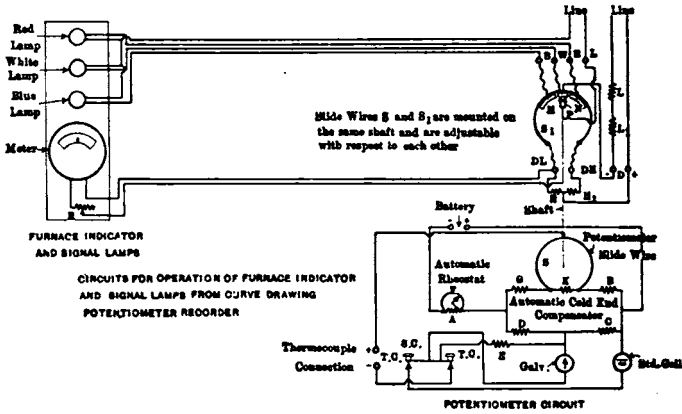 Red
Lamp
White
Lamp
Blue
Lamp
Meter
R
FURNACE INDICATOR
AND SIGNAL LAMPS
Line Line
B W R L
M N
P
S₁
L
L
Slide Wires S and S₁ are mounted on
the same shaft and are adjustable
with respect to each other
DL DH - D +
Shaft
Battery
- +
Potentiometer
Slide Wire
CIRCUITS FOR OPERATION OF FURNACE INDICATOR
AND SIGNAL LAMPS FROM CURVE DRAWING
POTENTIOMETER RECORDER
Automatic
Rheostat
A
S
G K B
Automatic Cold End
Compensator
D C
Thermocouple +
Connection -
S.C.
T.C. T.C.
E
Galv.
Std. Cell
POTENTIOMETER CIRCUIT